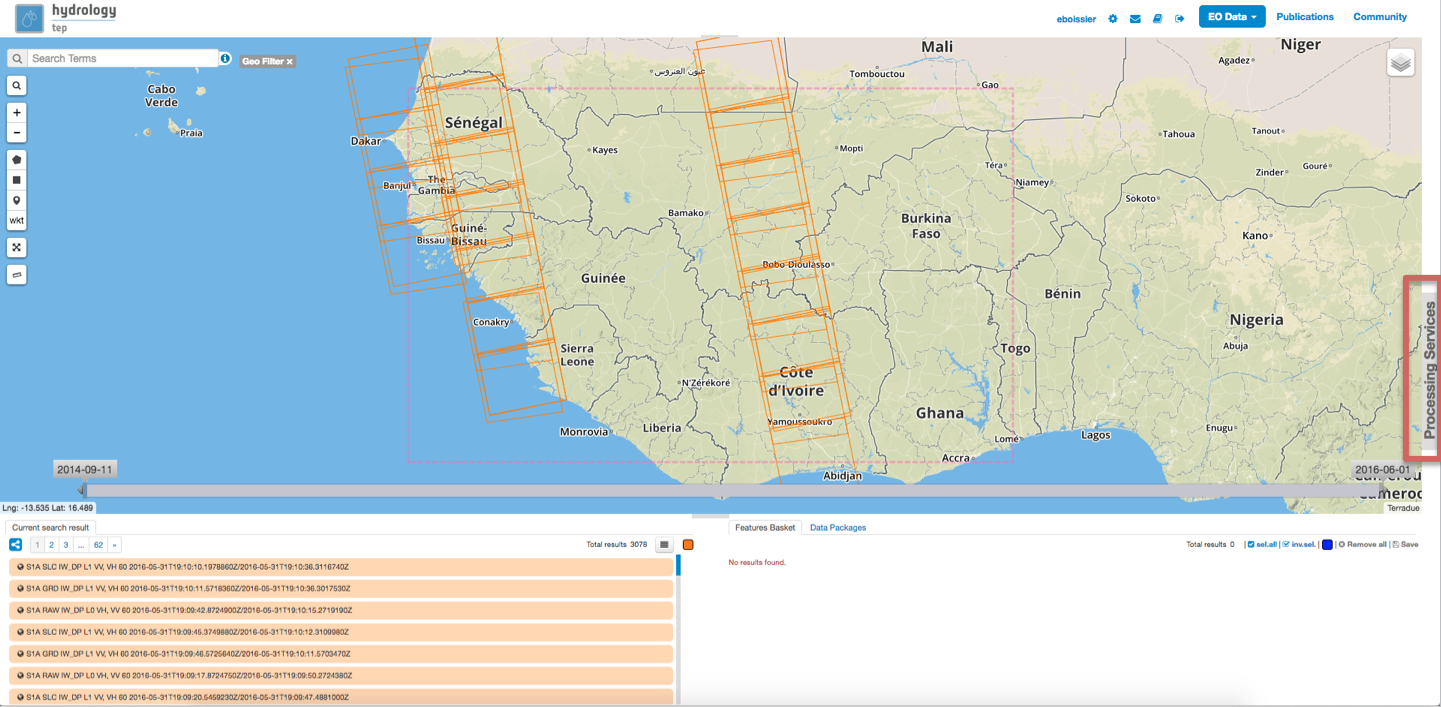 hydrology
tep
eboissier
EO Data
Publications
Community
Search Terms
Geo Filter ×
wkt
Mali
Niger
Agadez
عيون العتروس
Tombouctou
Gao
Cabo
Verde
Praia
Sénégal
Dakar
Kayes
Mopti
Tahoua
Tanout
Téra
Gouré
Zinder
Banjul
The
Gambia
Niamey
Sokoto
Bamako
Burkina
Faso
Guiné-
Bissau
Bissau
Kano
Bobo Dioulasso
Guinée
Bénin
Nigeria
Conakry
Abuja
Sierra
Leone
Togo
Côte
d'Ivoire
N'Zérékoré
Ghana
Yamoussoukro
Monrovia
Liberia
Lomé
Lagos
Enugu
Accra
Abidjan
Processing Services
2014-09-11
2016-06-01
Cameroun
Cameroo
Lng: -13.535 Lat: 16.489
Terradue
Current search result
Features Basket
Data Packages
1 2 3 ... 62 »
Total results 3078
Total results 0 | sel.all | inv.sel. | | Remove all | Save
No results found.
S1A SLC IW_DP L1 VV, VH 60 2016-05-31T19:10:10.1978860Z/2016-05-31T19:10:36.3116740Z
S1A GRD IW_DP L1 VV, VH 60 2016-05-31T19:10:11.5718360Z/2016-05-31T19:10:36.3017530Z
S1A RAW IW_DP L0 VH, VV 60 2016-05-31T19:09:42.8724900Z/2016-05-31T19:10:15.2719190Z
S1A SLC IW_DP L1 VV, VH 60 2016-05-31T19:09:45.3749880Z/2016-05-31T19:10:12.3109980Z
S1A GRD IW_DP L1 VV, VH 60 2016-05-31T19:09:46.5725640Z/2016-05-31T19:10:11.5703470Z
S1A RAW IW_DP L0 VH, VV 60 2016-05-31T19:09:17.8724750Z/2016-05-31T19:09:50.2724380Z
S1A SLC IW_DP L1 VV, VH 60 2016-05-31T19:09:20.5459230Z/2016-05-31T19:09:47.4881000Z